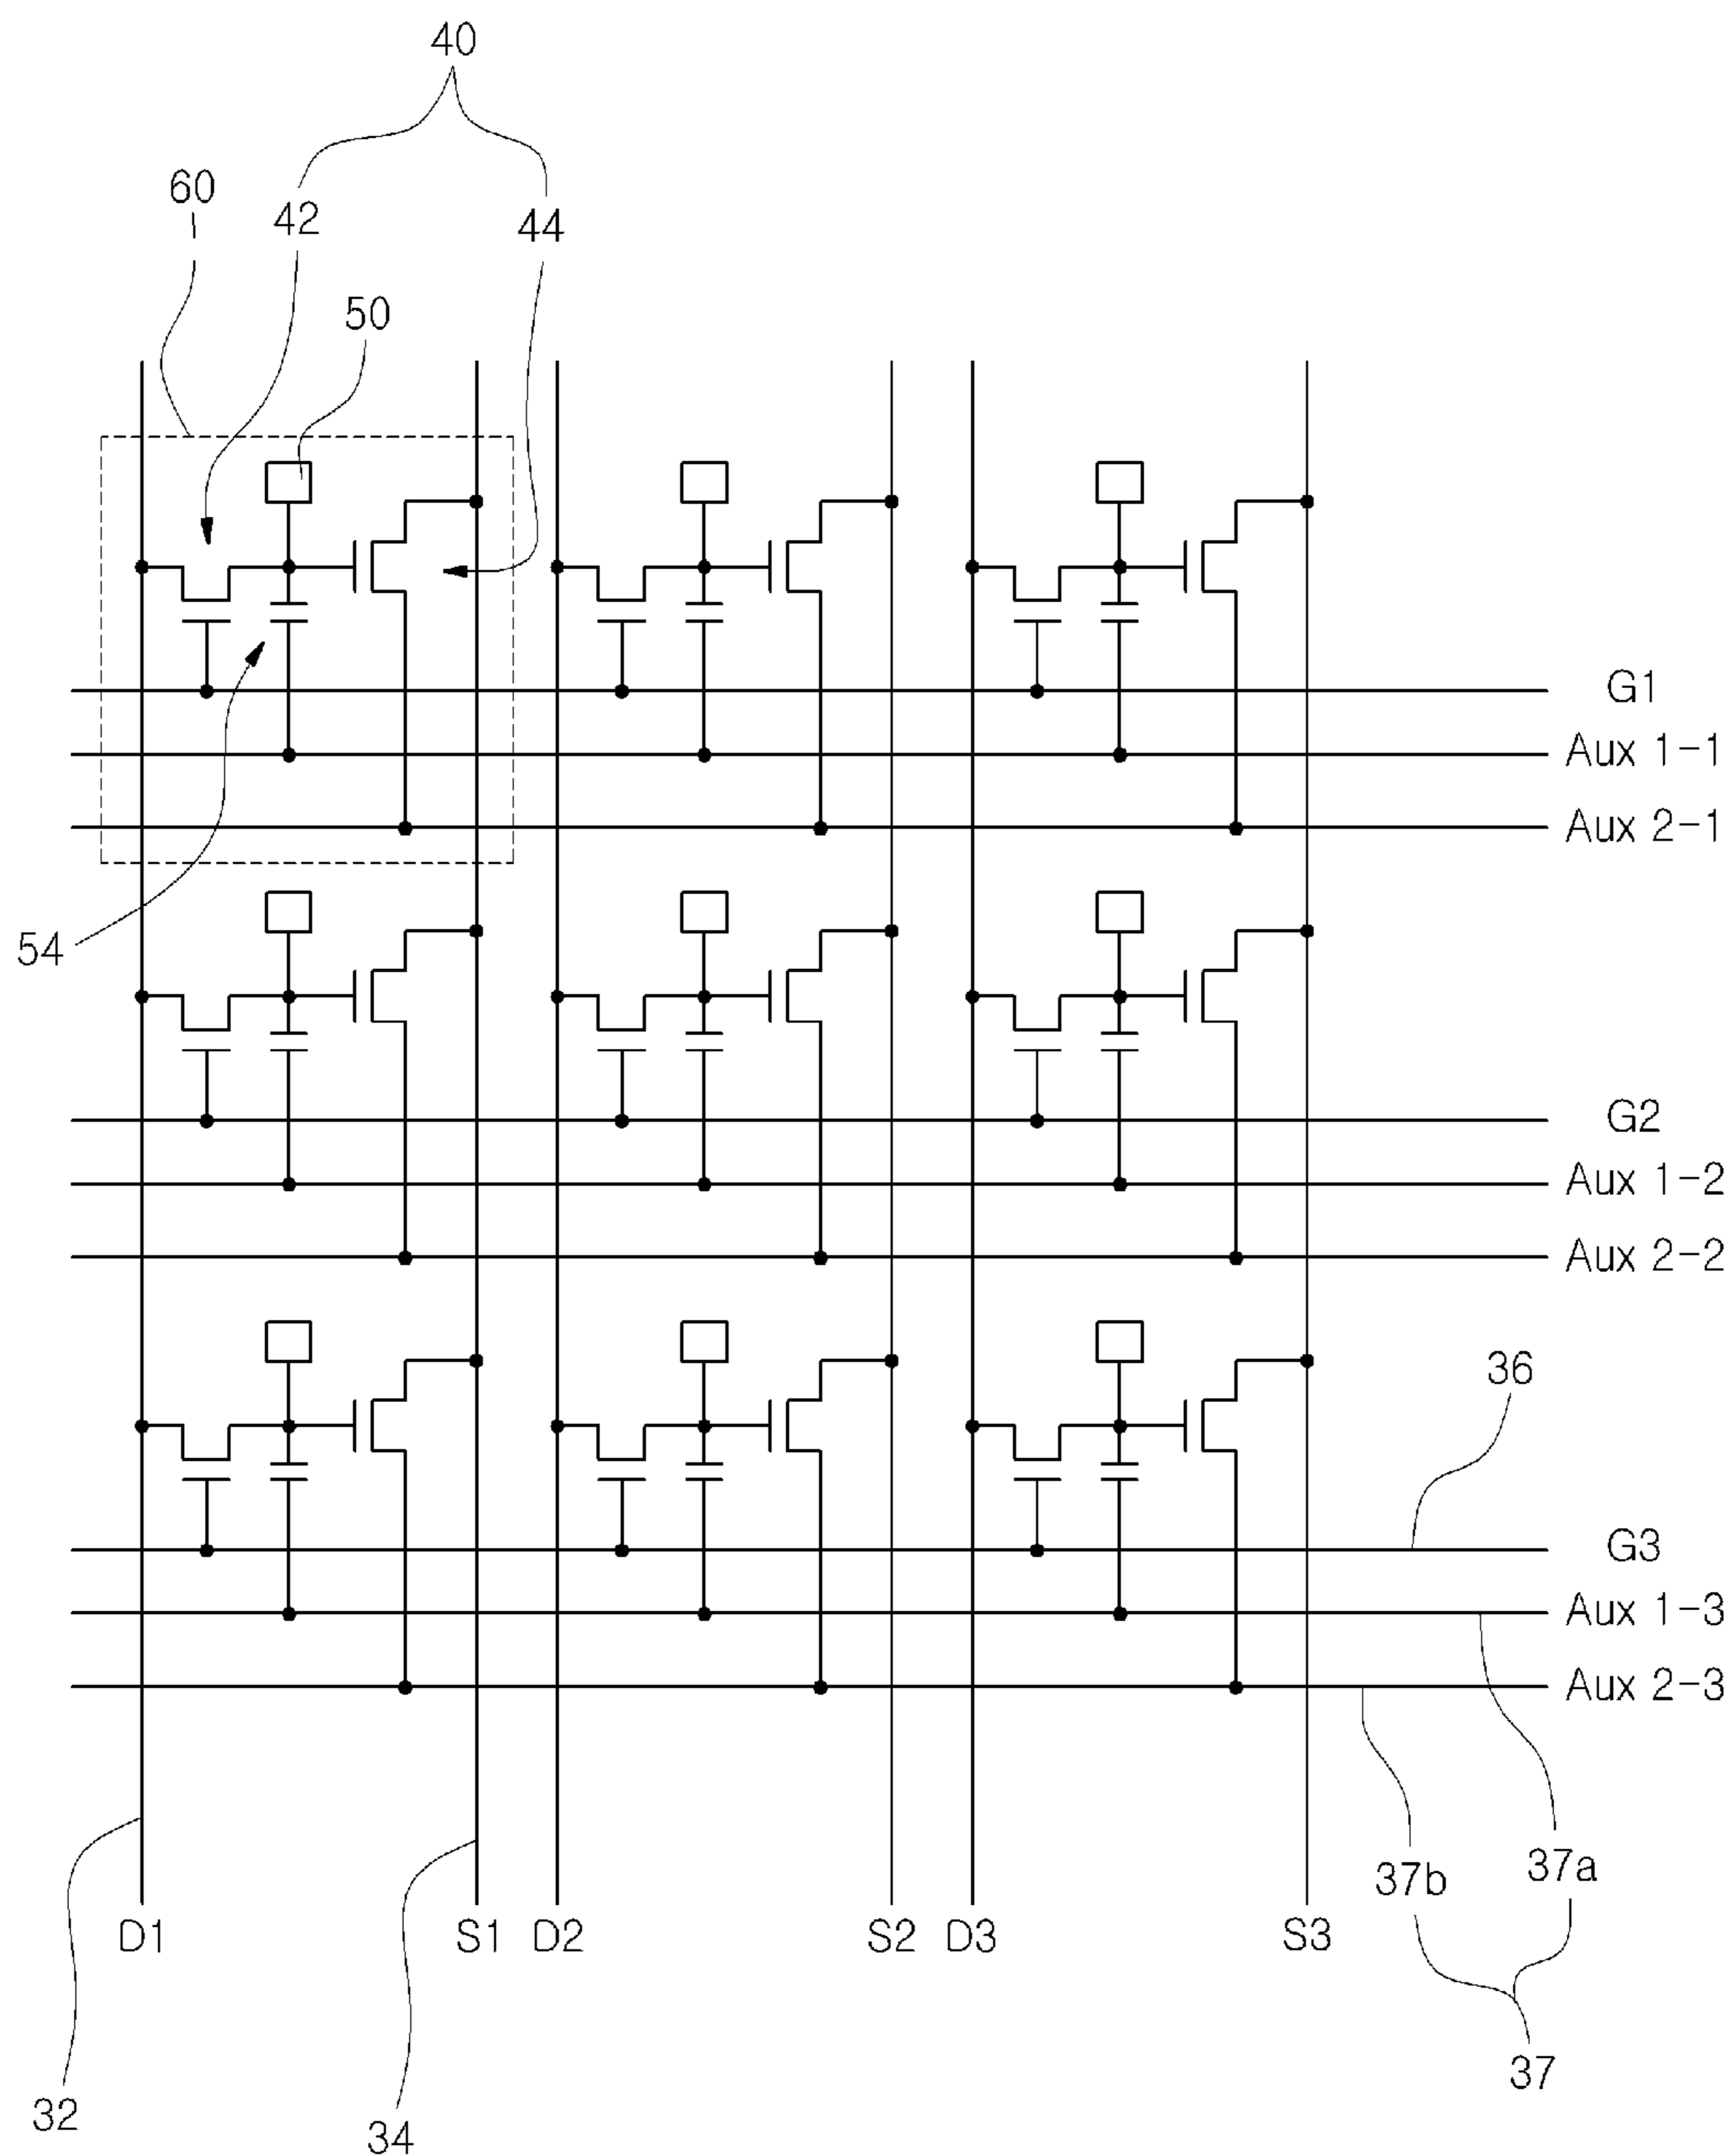 40
60
42
44
50
G1
Aux 1-1
Aux 2-1
54
G2
Aux 1-2
Aux 2-2
36
G3
Aux 1-3
Aux 2-3
37b
37a
D1
S1
D2
S2
D3
S3
37
32
34